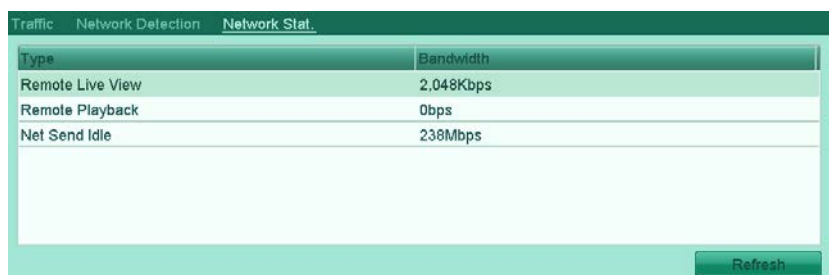 Traffic Network Detection Network Stat.
Type Bandwidth
Remote Live View 2,048Kbps
Remote Playback 0bps
Net Send Idle 238Mbps
Refresh